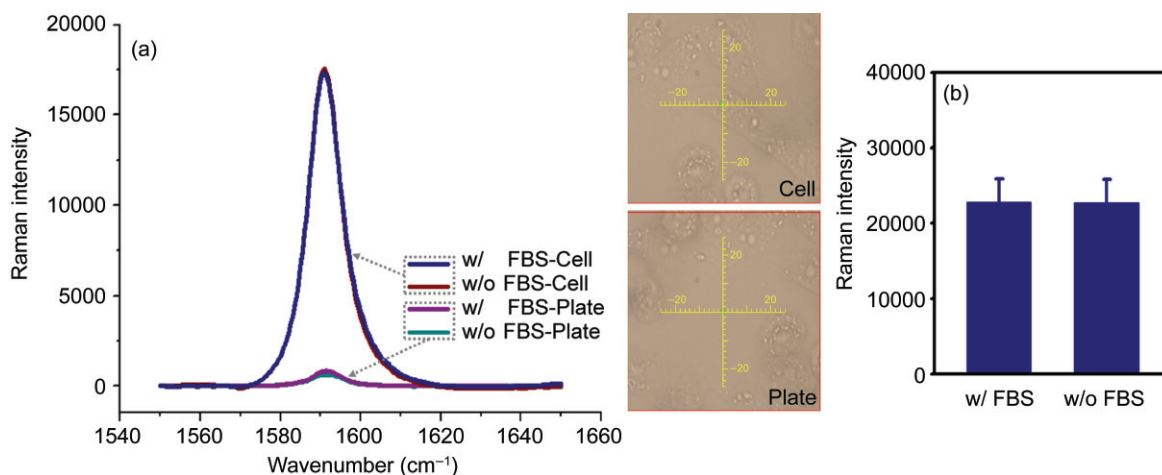 (a)
20000
15000
10000
5000
0
Raman intensity
1540
1560
1580
1600
1620
1640
1660
Wavenumber (cm⁻¹)
w/ FBS-Cell
w/o FBS-Cell
w/ FBS-Plate
w/o FBS-Plate
20
–20
20
–20
Cell
20
–20
20
–20
Plate
(b)
40000
30000
20000
10000
0
Raman intensity
w/ FBS
w/o FBS